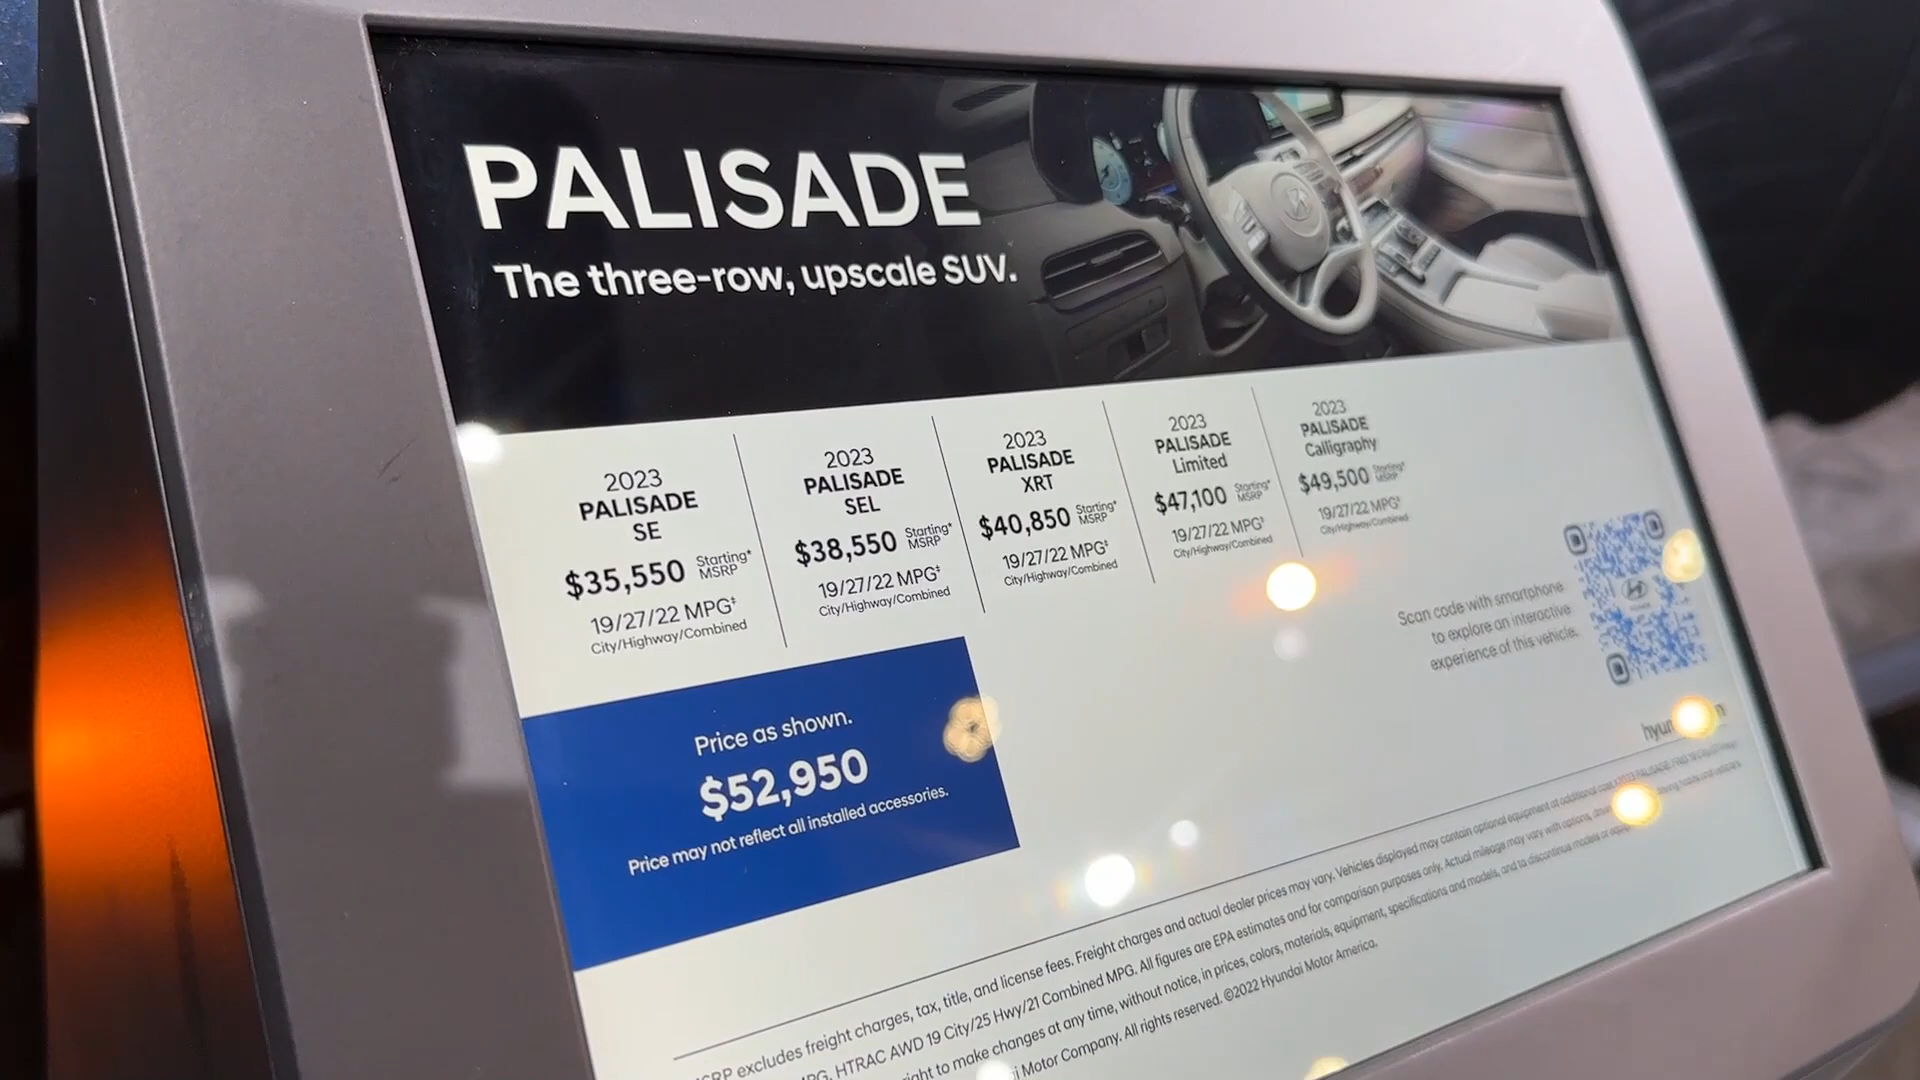 PALISADE
The three-row, upscale SUV.
2023
PALISADE
SE
$35,550 Starting*
MSRP
19/27/22 MPG‡
City/Highway/Combined
2023
PALISADE
SEL
$38,550 Starting*
MSRP
19/27/22 MPG‡
City/Highway/Combined
2023
PALISADE
XRT
$40,850 Starting*
MSRP
19/27/22 MPG‡
City/Highway/Combined
2023
PALISADE
Limited
$47,100 Starting*
MSRP
19/27/22 MPG‡
City/Highway/Combined
2023
PALISADE
Calligraphy
$49,500 Starting*
MSRP
19/27/22 MPG‡
City/Highway/Combined
Scan code with smartphone
to explore an interactive
experience of this vehicle.
Price as shown.
$52,950
Price may not reflect all installed accessories.
excludes freight charges, tax, title, and license fees. Freight charges and actual dealer prices may vary. Vehicles displayed may contain optional equipment at additional cost.
HTRAC AWD 19 City/25 Hwy/21 Combined MPG. All figures are EPA estimates and for comparison purposes only. Actual mileage may vary with options, driving habits and vehicle's
to make changes at any time, without notice, in prices, colors, materials, equipment, specifications and models, and to discontinue models or
Motor Company. All rights reserved. ©2022 Hyundai Motor America.